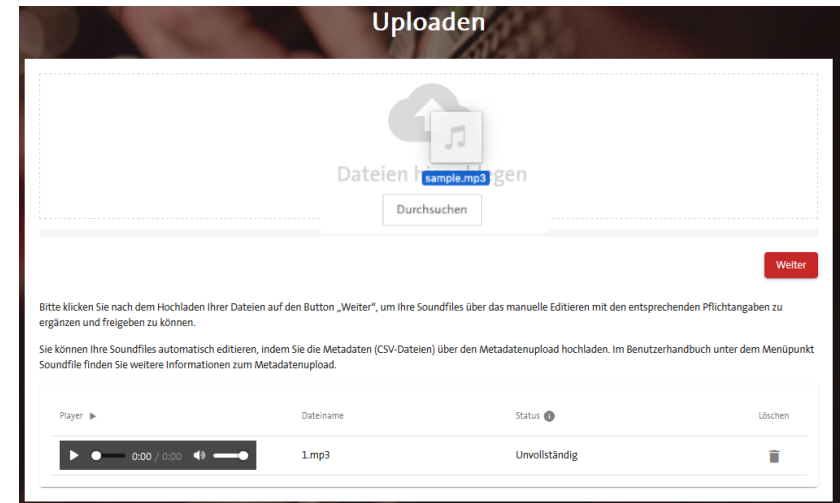 Uploaden
Dateien hi egen
sample.mp3
Durchsuchen
Weiter
Bitte klicken Sie nach dem Hochladen Ihrer Dateien auf den Button „Weiter“, um Ihre Soundfiles über das manuelle Editieren mit den entsprechenden Pflichtangaben zu
ergänzen und freigeben zu können.
Sie können Ihre Soundfiles automatisch editieren, indem Sie die Metadaten (CSV-Dateien) über den Metadatenupload hochladen. Im Benutzerhandbuch unter dem Menüpunkt
Soundfile finden Sie weitere Informationen zum Metadatenupload.
Player Dateiname Status Löschen
0:00 / 0:00 1.mp3 Unvollständig